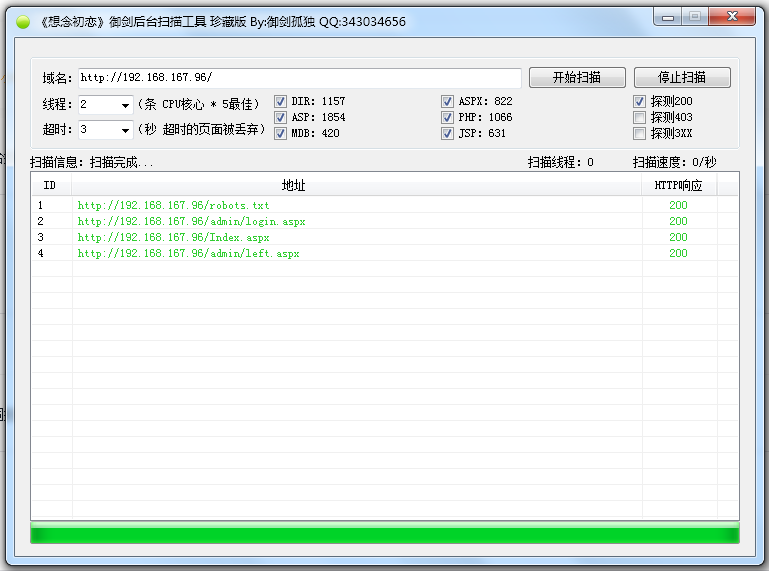 《想念初恋》御剑后台扫描工具 珍藏版 By:御剑孤独 QQ:343034656
域名: http://192.168.167.96/ 开始扫描 停止扫描
线程: 2 (条 CPU核心 * 5最佳) DIR: 1157 ASPX: 822 探测200
超时: 3 (秒 超时的页面被丢弃) ASP: 1854 PHP: 1066 探测403
MDB: 420 JSP: 631 探测3XX
扫描信息: 扫描完成... 扫描线程: 0 扫描速度: 0/秒
ID 地址 HTTP响应
1 http://192.168.167.96/robots.txt 200
2 http://192.168.167.96/admin/login.aspx 200
3 http://192.168.167.96/Index.aspx 200
4 http://192.168.167.96/admin/left.aspx 200